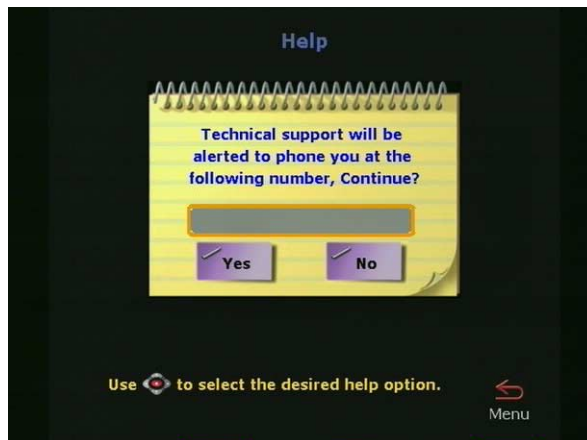 Help
Technical support will be
alerted to phone you at the
following number, Continue?
Yes No
Use to select the desired help option.
Menu